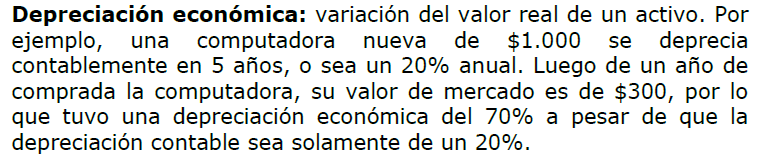 Depreciación económica: variación del valor real de un activo. Por
ejemplo, una computadora nueva de $1.000 se deprecia
contablemente en 5 años, o sea un 20% anual. Luego de un año de
comprada la computadora, su valor de mercado es de $300, por lo
que tuvo una depreciación económica del 70% a pesar de que la
depreciación contable sea solamente de un 20%.